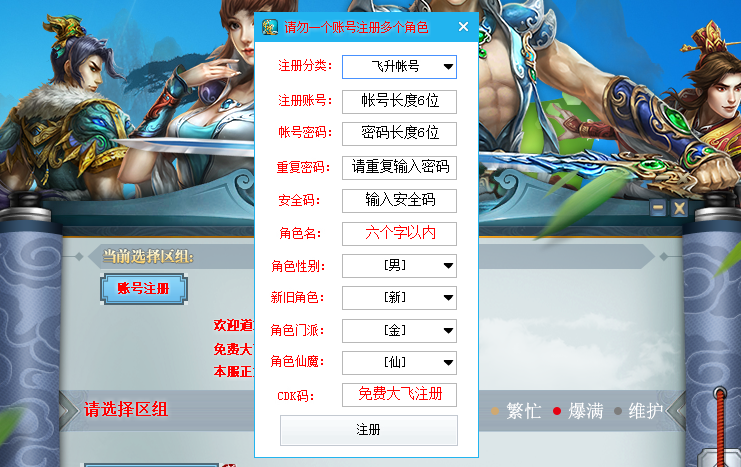 请勿一个账号注册多个角色
注册分类： 飞升帐号
注册账号： 帐号长度6位
帐号密码： 密码长度6位
重复密码： 请重复输入密码
安全码： 输入安全码
角色名： 六个字以内
角色性别： [男]
新旧角色： [新]
角色门派： [金]
角色仙魔： [仙]
CDK码： 免费大飞注册
注册
当前选择区组:
账号注册
欢迎道
免费大
本服正
请选择区组
繁忙 爆满 维护